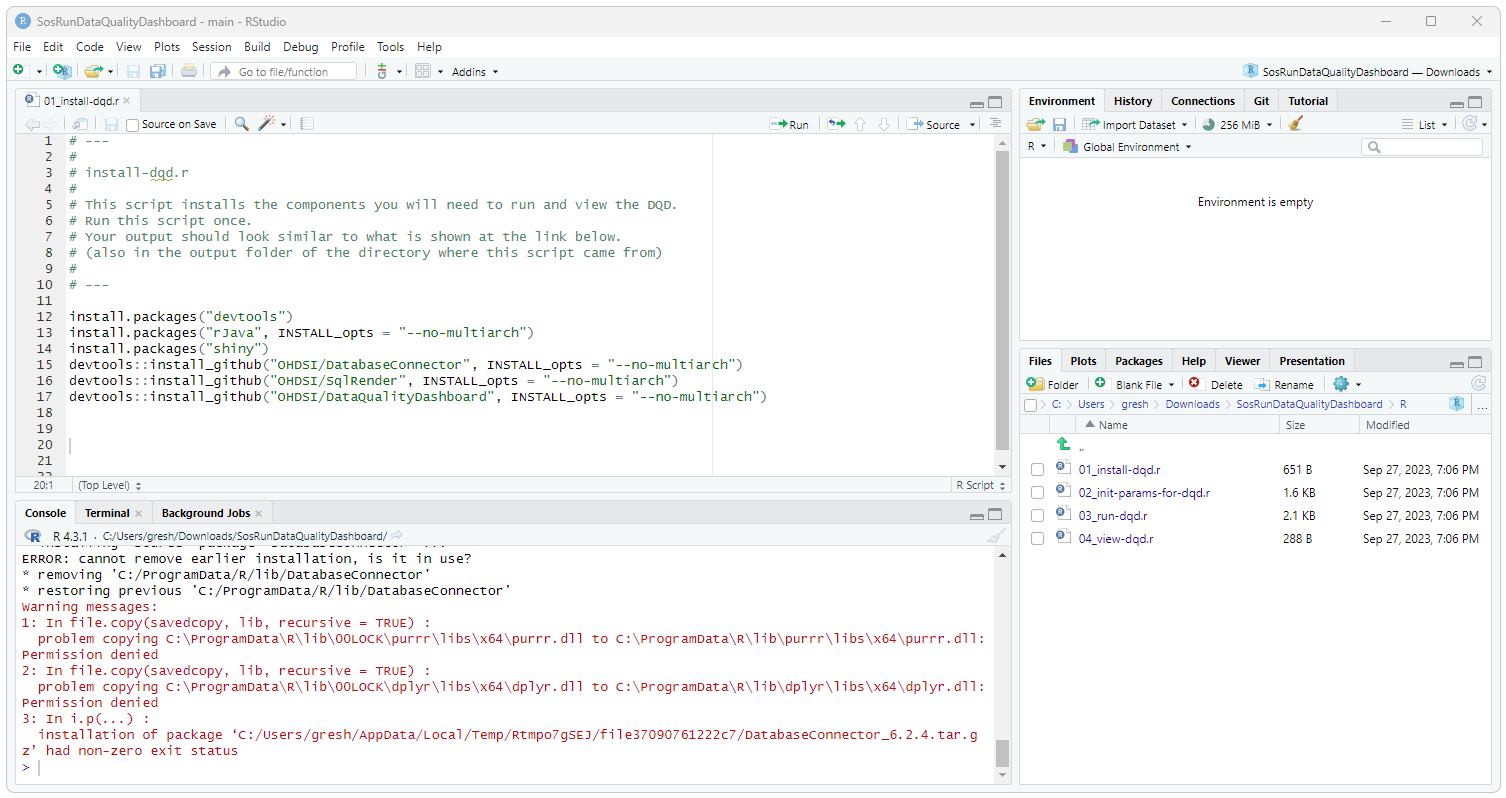 SosRunDataQualityDashboard - main - RStudio
File Edit Code View Plots Session Build Debug Profile Tools Help
Go to file/function Addins SosRunDataQualityDashboard — Downloads
01_install-dqd.r
Source on Save Run Source
1 # ---
2 #
3 # install-dqd.r
4 #
5 # This script installs the components you will need to run and view the DQD.
6 # Run this script once.
7 # Your output should look similar to what is shown at the link below.
8 # (also in the output folder of the directory where this script came from)
9 #
10 # ---
11
12 install.packages("devtools")
13 install.packages("rJava", INSTALL_opts = "--no-multiarch")
14 install.packages("shiny")
15 devtools::install_github("OHDSI/DatabaseConnector", INSTALL_opts = "--no-multiarch")
16 devtools::install_github("OHDSI/SqlRender", INSTALL_opts = "--no-multiarch")
17 devtools::install_github("OHDSI/DataQualityDashboard", INSTALL_opts = "--no-multiarch")
18
19
20
21
20:1 (Top Level) R Script
Console Terminal Background Jobs
R 4.3.1 · C:/Users/gresh/Downloads/SosRunDataQualityDashboard/
ERROR: cannot remove earlier installation, is it in use?
* removing 'C:/ProgramData/R/lib/DatabaseConnector'
* restoring previous 'C:/ProgramData/R/lib/DatabaseConnector'
Warning messages:
1: In file.copy(savedcopy, lib, recursive = TRUE) :
problem copying C:\ProgramData\R\lib\00LOCK\purrr\libs\x64\purrr.dll to C:\ProgramData\R\lib\purrr\libs\x64\purrr.dll:
Permission denied
2: In file.copy(savedcopy, lib, recursive = TRUE) :
problem copying C:\ProgramData\R\lib\00LOCK\dplyr\libs\x64\dplyr.dll to C:\ProgramData\R\lib\dplyr\libs\x64\dplyr.dll:
Permission denied
3: In i.p(...) :
installation of package ‘C:/Users/gresh/AppData/Local/Temp/Rtmpo7gSEJ/file37090761222c7/DatabaseConnector_6.2.4.tar.g
z’ had non-zero exit status
>
Environment History Connections Git Tutorial
Import Dataset 256 MiB List
R Global Environment
Environment is empty
Files Plots Packages Help Viewer Presentation
Folder Blank File Delete Rename
C: Users gresh Downloads SosRunDataQualityDashboard R ...
Name Size Modified
..
01_install-dqd.r 651 B Sep 27, 2023, 7:06 PM
02_init-params-for-dqd.r 1.6 KB Sep 27, 2023, 7:06 PM
03_run-dqd.r 2.1 KB Sep 27, 2023, 7:06 PM
04_view-dqd.r 288 B Sep 27, 2023, 7:06 PM